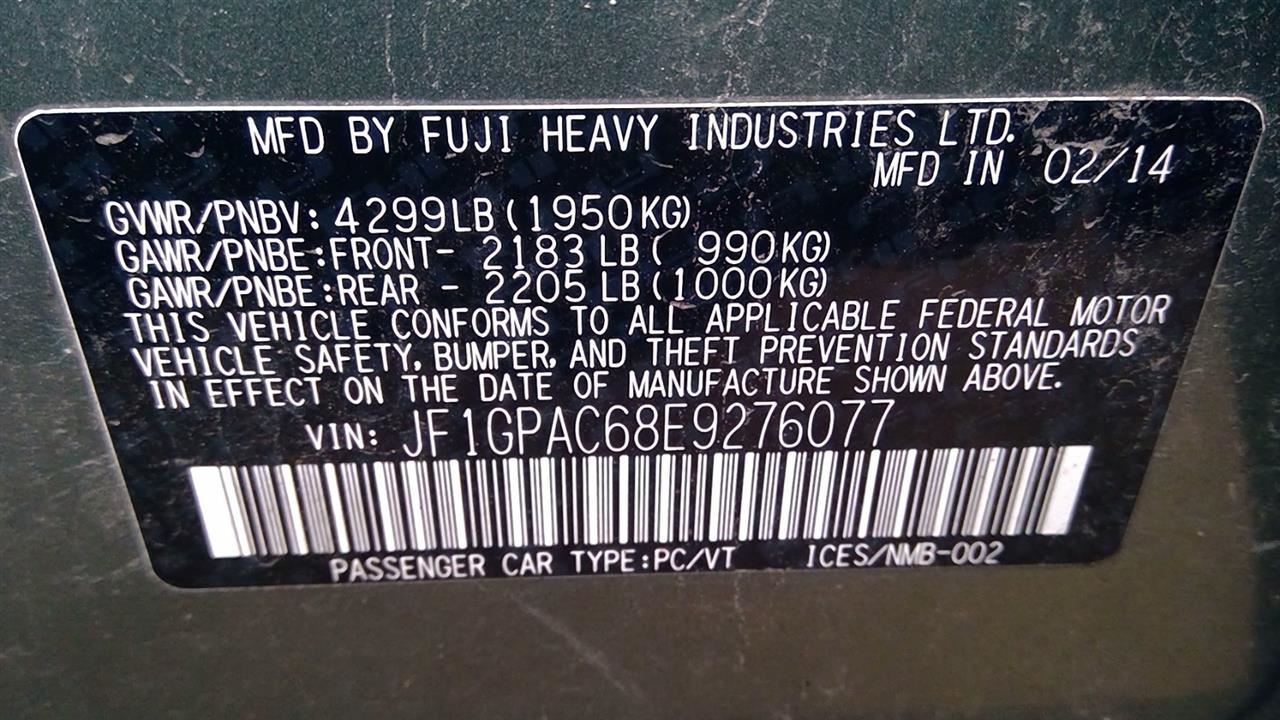 MFD BY FUJI HEAVY INDUSTRIES LTD.
MFD IN 02/14
GVWR/PNBV: 4299LB (1950KG)
GAWR/PNBE:FRONT- 2183 LB ( 990KG)
GAWR/PNBE:REAR - 2205 LB (1000KG)
THIS VEHICLE CONFORMS TO ALL APPLICABLE FEDERAL MOTOR
VEHICLE SAFETY, BUMPER, AND THEFT PREVENTION STANDARDS
IN EFFECT ON THE DATE OF MANUFACTURE SHOWN ABOVE.
VIN: JF1GPAC68E9276077
PASSENGER CAR TYPE:PC/VT ICES/NMB-002